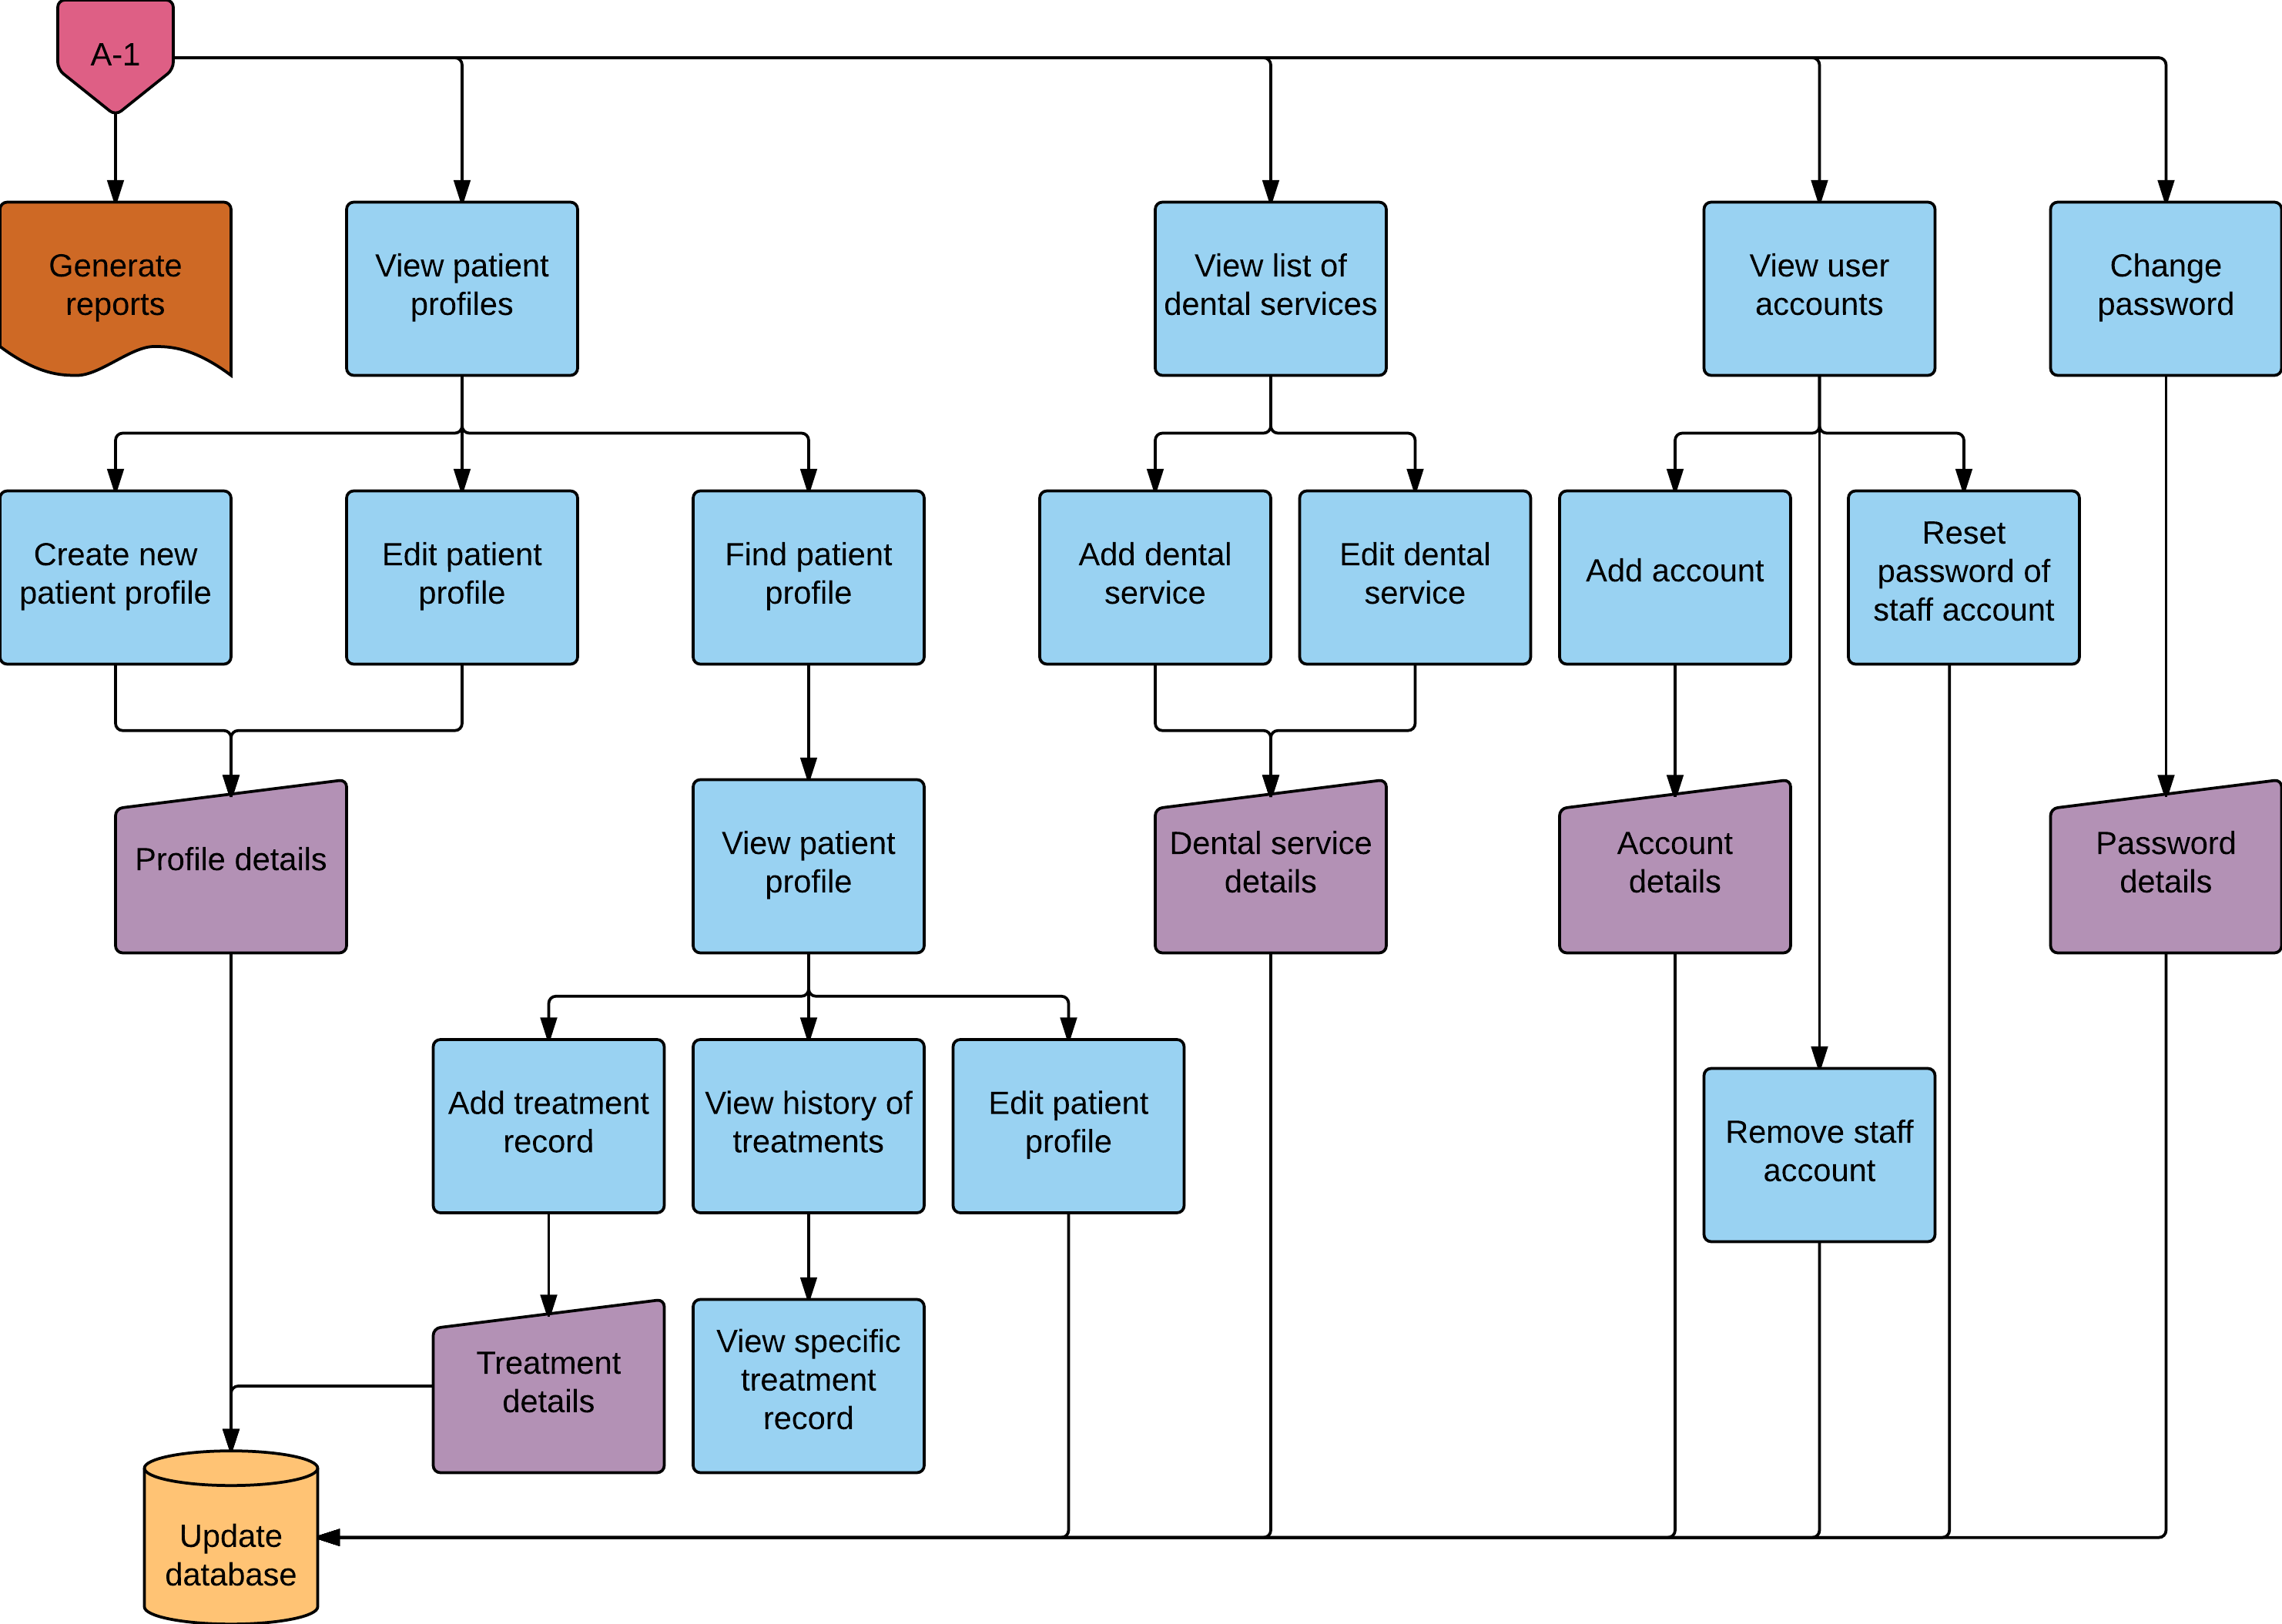 A-1
Generate
reports
View patient
profiles
View list of
dental services
View user
accounts
Change
password
Create new
patient profile
Edit patient
profile
Find patient
profile
Add dental
service
Edit dental
service
Add account
Reset
password of
staff account
Profile details
View patient
profile
Dental service
details
Account
details
Password
details
Add treatment
record
View history of
treatments
Edit patient
profile
Remove staff
account
Treatment
details
View specific
treatment
record
Update
database